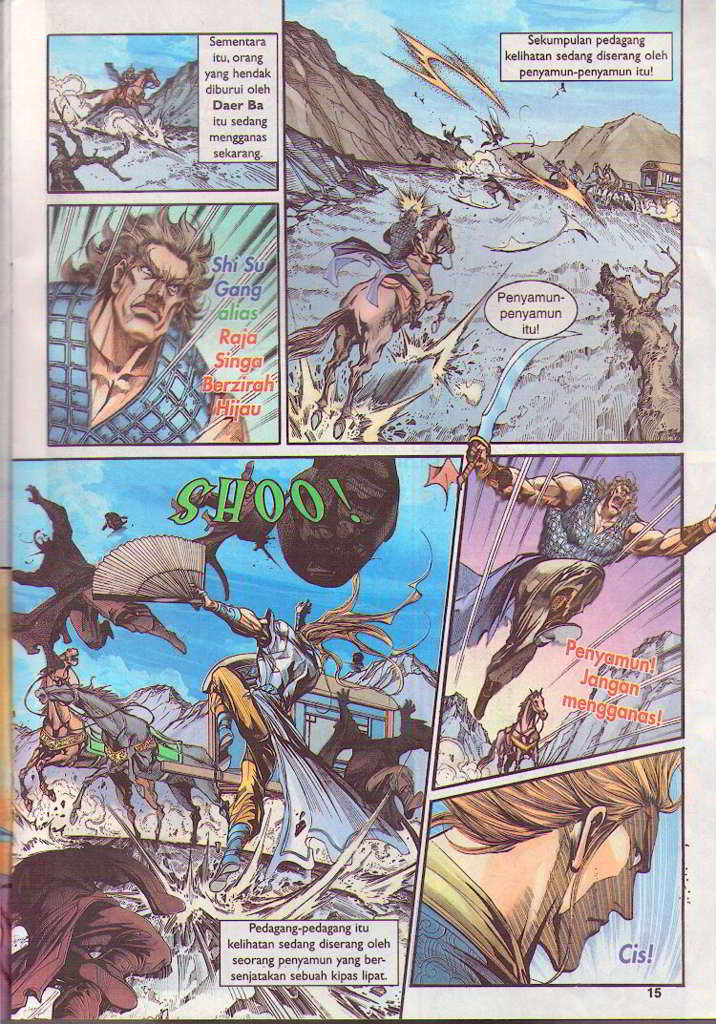 Sementara
itu, orang
yang hendak
diburui oleh
Daer Ba
itu sedang
mengganas
sekarang.
Sekumpulan pedagang
kelihatan sedang diserang oleh
penyamun-penyamun itu!
Shi Su
Gang
alias
Raja
Singa
Berzirah
Hijau
Penyamun-
penyamun
itu!
SHOO!
Penyamun!
Jangan
mengganas!
Pedagang-pedagang itu
kelihatan sedang diserang oleh
seorang penyamun yang ber-
senjatakan sebuah kipas lipat.
Cis!
15